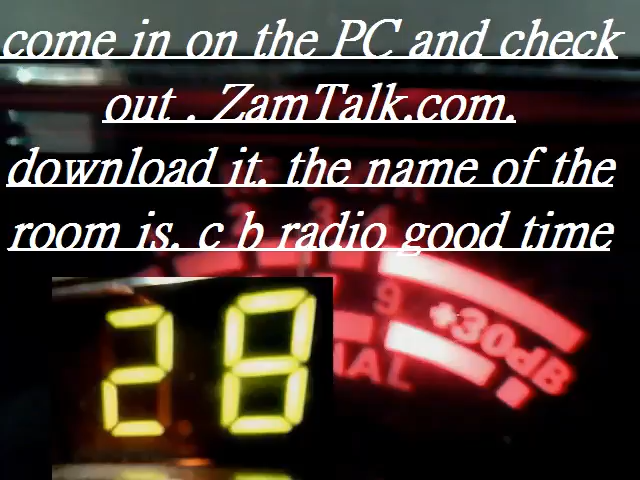 come in on the PC and check
out . ZamTalk.com.
download it. the name of the
room is. c b radio good time
9 +30dB
28